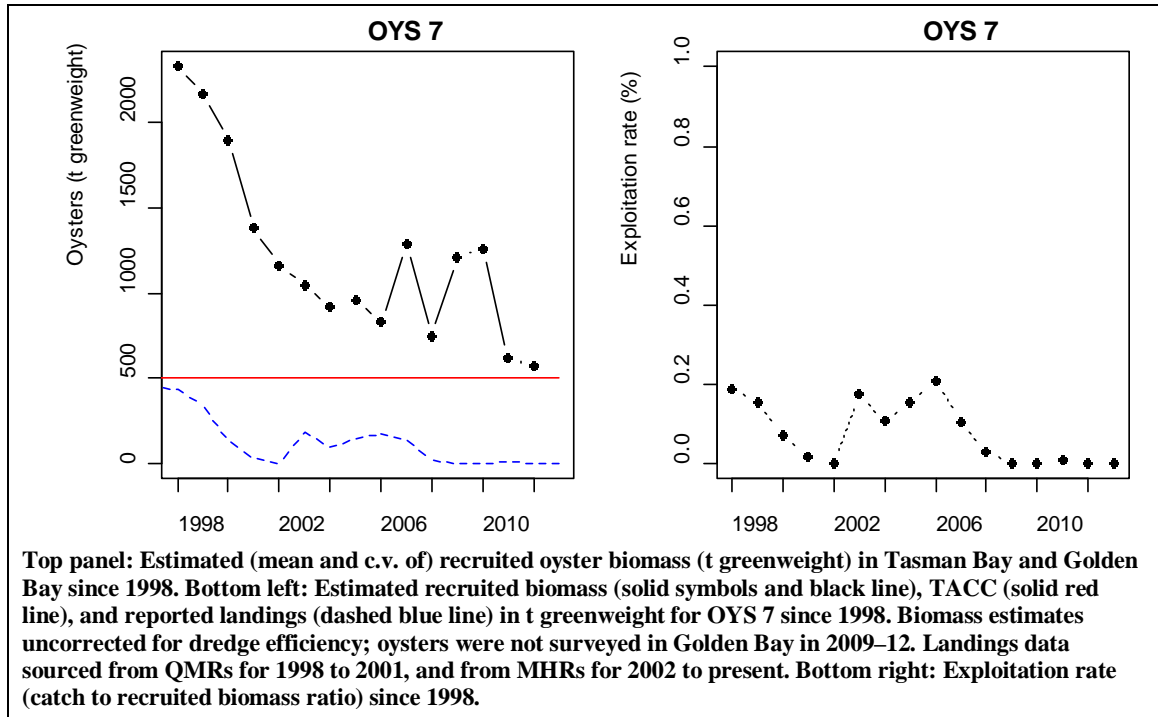 OYS 7
Oysters (t greenweight)
2000
1500
1000
500
0
1998 2002 2006 2010
OYS 7
Exploitation rate (%)
1.0
0.8
0.6
0.4
0.2
0.0
1998 2002 2006 2010
Top panel: Estimated (mean and c.v. of) recruited oyster biomass (t greenweight) in Tasman Bay and Golden
Bay since 1998. Bottom left: Estimated recruited biomass (solid symbols and black line), TACC (solid red
line), and reported landings (dashed blue line) in t greenweight for OYS 7 since 1998. Biomass estimates
uncorrected for dredge efficiency; oysters were not surveyed in Golden Bay in 2009–12. Landings data
sourced from QMRs for 1998 to 2001, and from MHRs for 2002 to present. Bottom right: Exploitation rate
(catch to recruited biomass ratio) since 1998.